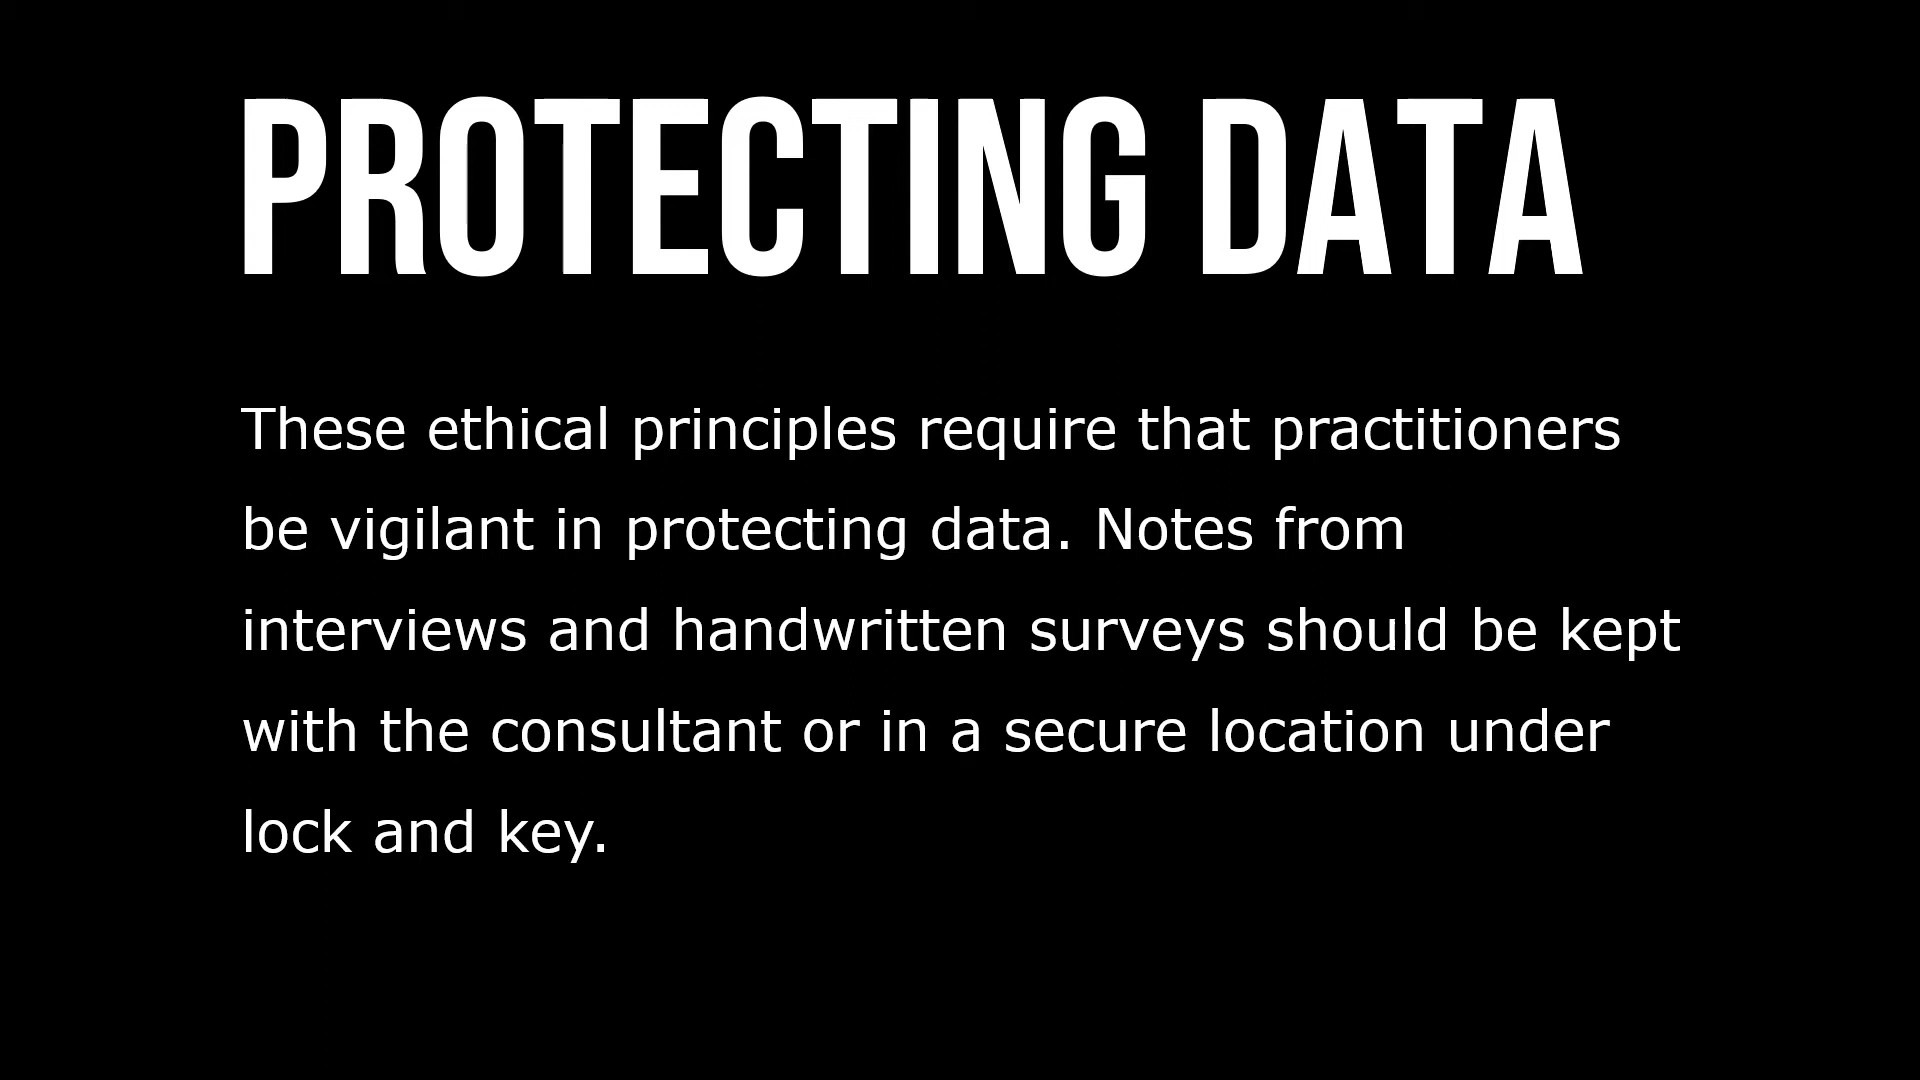 PROTECTING DATA
These ethical principles require that practitioners
be vigilant in protecting data. Notes from
interviews and handwritten surveys should be kept
with the consultant or in a secure location under
lock and key.